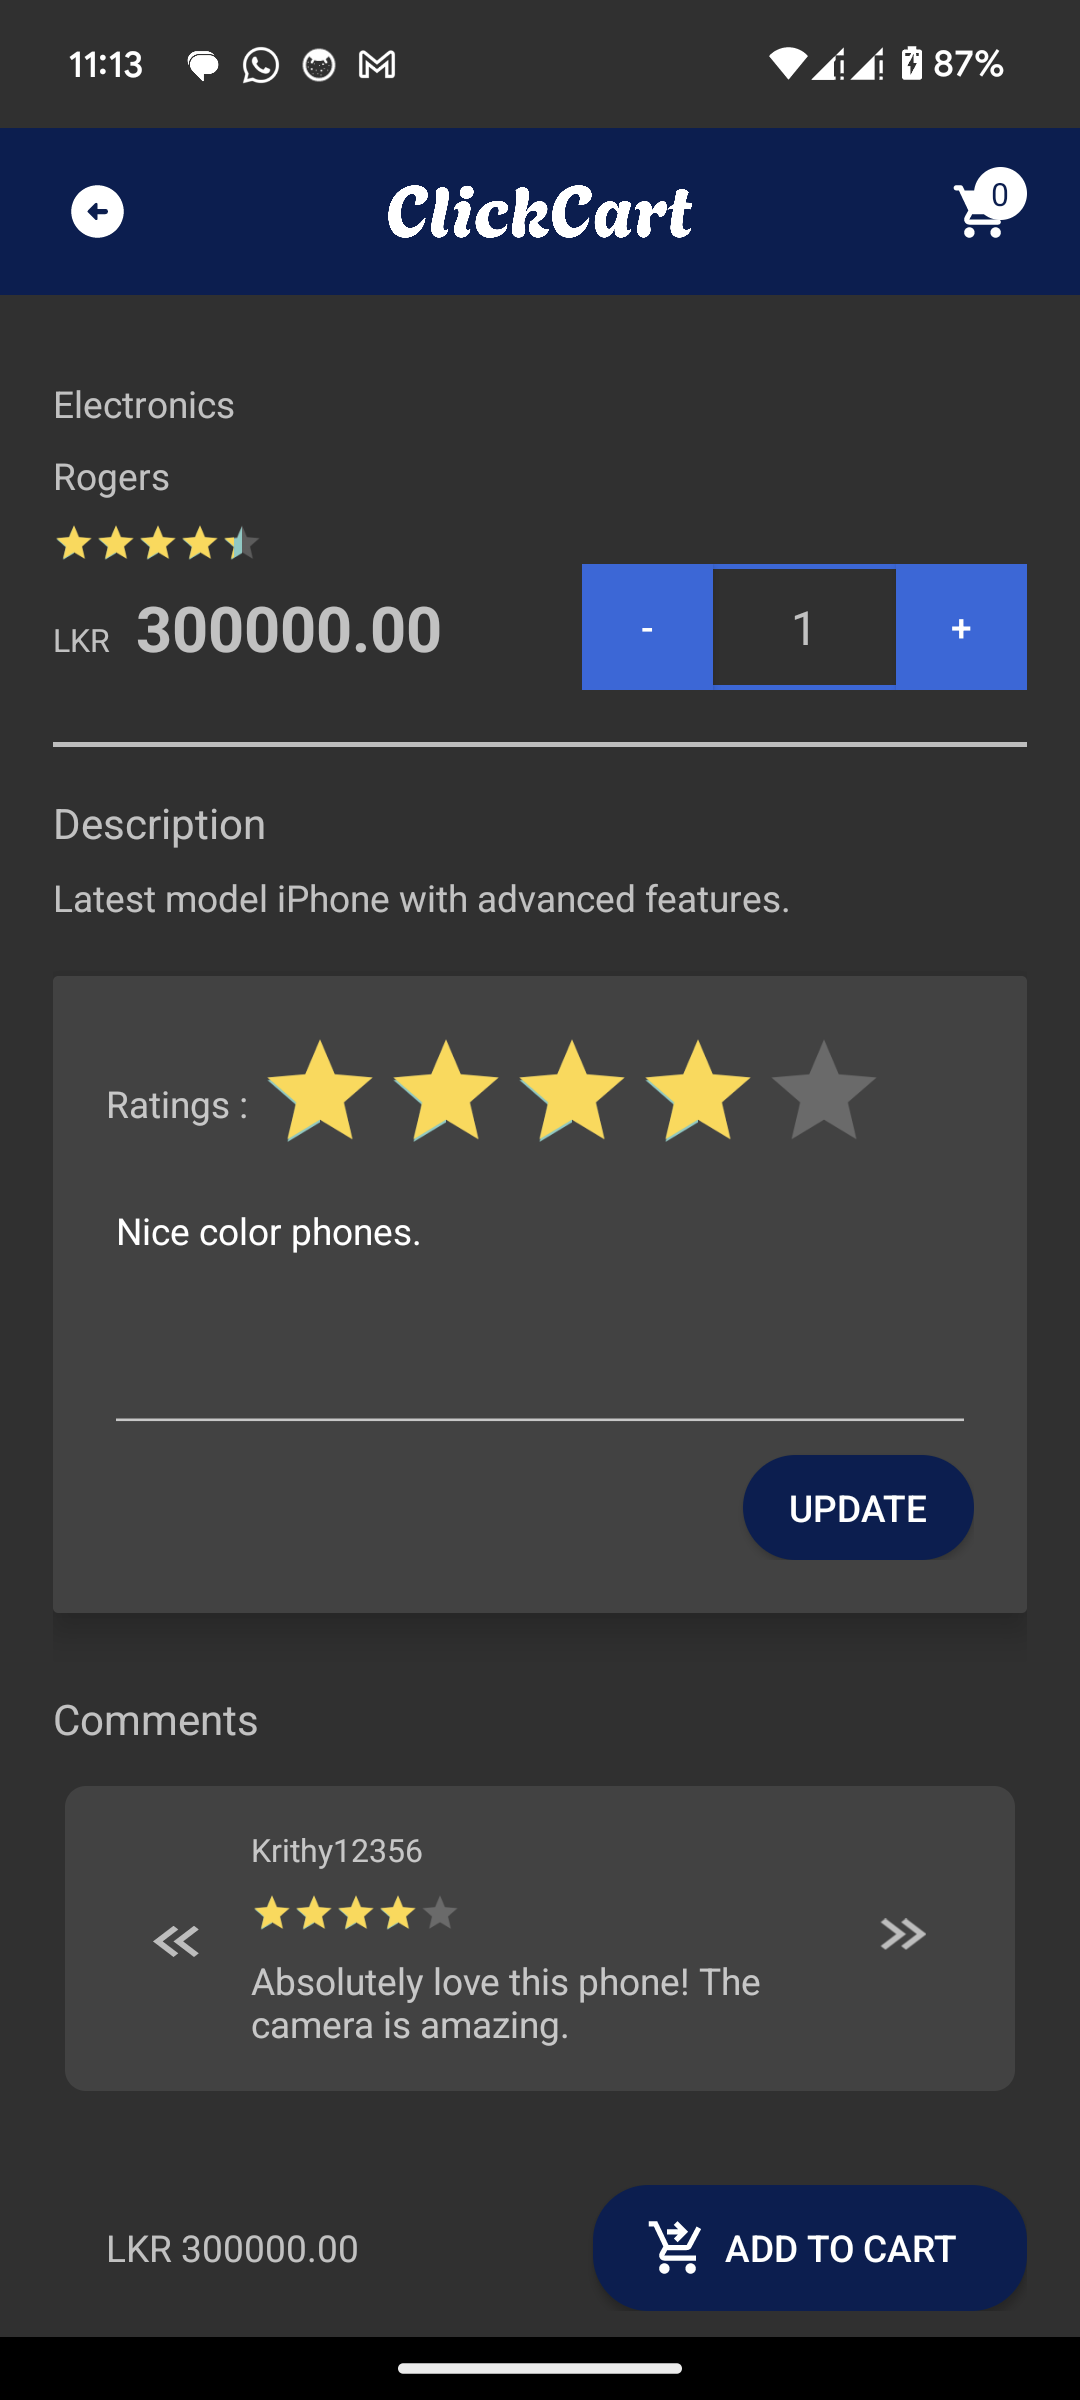 11:13
87%
ClickCart
0
Electronics
Rogers
LKR 300000.00
- 1 +
Description
Latest model iPhone with advanced features.
Ratings :
Nice color phones.
UPDATE
Comments
Krithy12356
Absolutely love this phone! The
camera is amazing.
LKR 300000.00
ADD TO CART